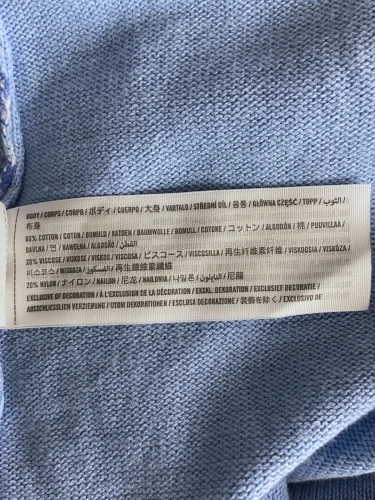 BODY / CORPS / CORPO / ボディ / CUERPO / 大身 / VARTALO / STŘEDNÍ DÍL / 몸통 / GŁÓWNA CZĘŚĆ / TOPP / الثوب /
布身
60% COTTON / COTON / BOMULD / KATOEN / BAUMWOLLE / BOMULL / COTONE / コットン / ALGODÓN / 棉 / PUUVILLAA /
BAVLNA / 면 / BAWEŁNA / ALGODÃO / القطن
20% VISCOSE / VISKOSE / VISKOS / VISCOSA / ビスコース / VISCOSILLA / 再生纤维素纤维 / VISKOOSIA / VISKÓZA /
비스코스 / WISKOZA / الفسكوز / 再生纖維素纖維
20% NYLON / ナイロン / NAILON / 尼龙 / NAILONIA / 나일론 / النايلون / 尼龍
EXCLUSIVE OF DECORATION / À L'EXCLUSION DE LA DÉCORATION / EKSKL. DEKORATION / EXCLUSIEF DECORATIE /
AUSSCHLIESSLICH VERZIERUNG / UTOM DEKORATIONEN / ESCLUSA DECORAZIONE / 装飾を除く / EXCLUSIVO DE